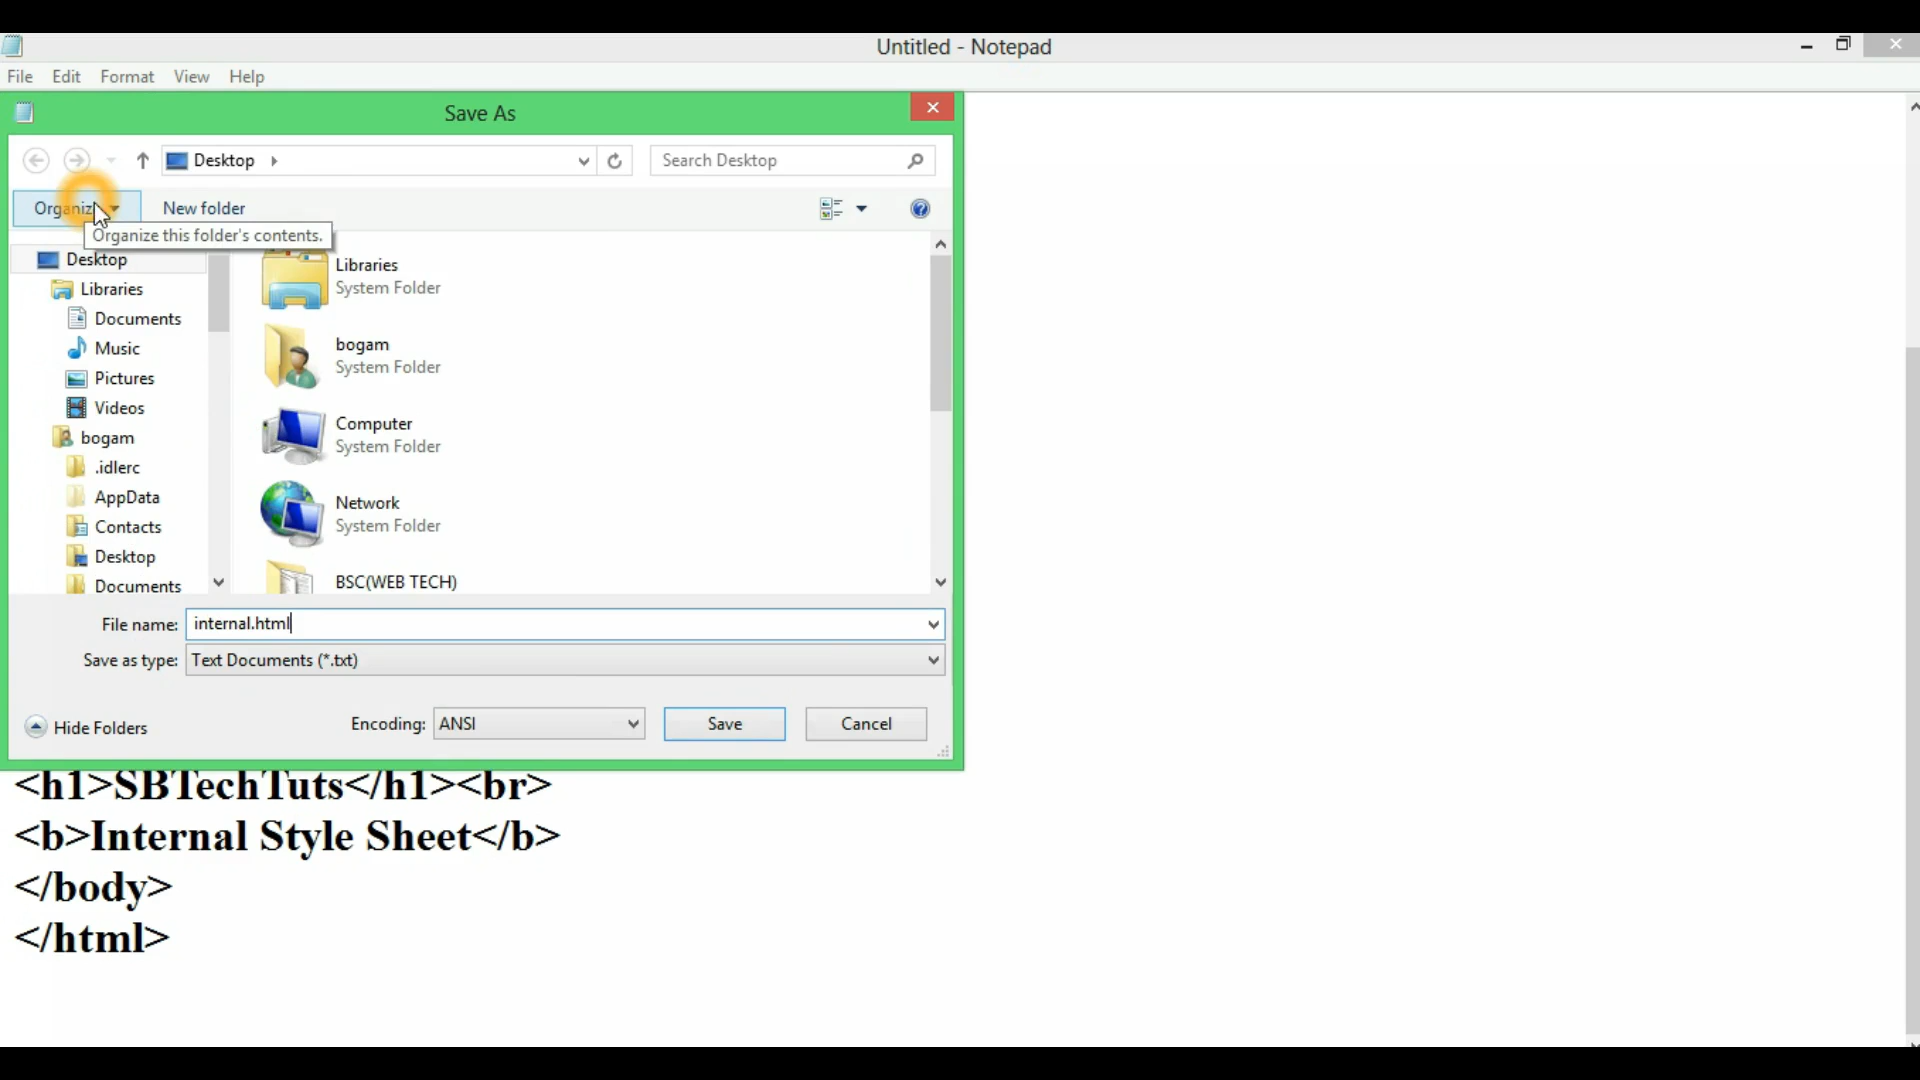 Untitled - Notepad
File Edit Format View Help
Save As
Desktop
Search Desktop
Organiz
New folder
Organize this folder's contents.
Desktop
Libraries
Documents
Music
Pictures
Videos
bogam
.idlerc
AppData
Contacts
Desktop
Documents
Libraries
System Folder
bogam
System Folder
Computer
System Folder
Network
System Folder
BSC(WEB TECH)
File name: internal.html
Save as type: Text Documents (*.txt)
Hide Folders
Encoding: ANSI
Save
Cancel
<h1>SBTechTuts</h1><br>
<b>Internal Style Sheet</b>
</body>
</html>